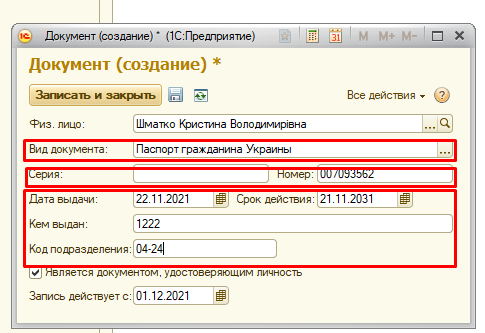 Документ (создание) * (1С:Предприятие)
M M+ M-
Документ (создание) *
Записать и закрыть Все действия ?
Физ. лицо: Шматко Кристина Володимирівна ...
Вид документа: Паспорт гражданина Украины ...
Серия: Номер: 007093562
Дата выдачи: 22.11.2021 Срок действия: 21.11.2031
Кем выдан: 1222
Код подразделения: 04-24
Является документом, удостоверяющим личность
Запись действует с: 01.12.2021